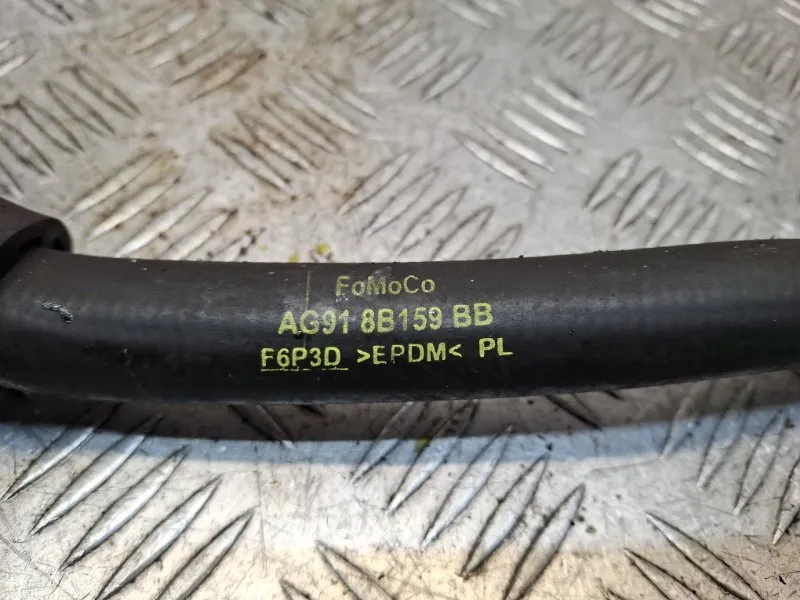 FoMoCo
AG91 8B159 BB
F6P3D >EPDM< PL